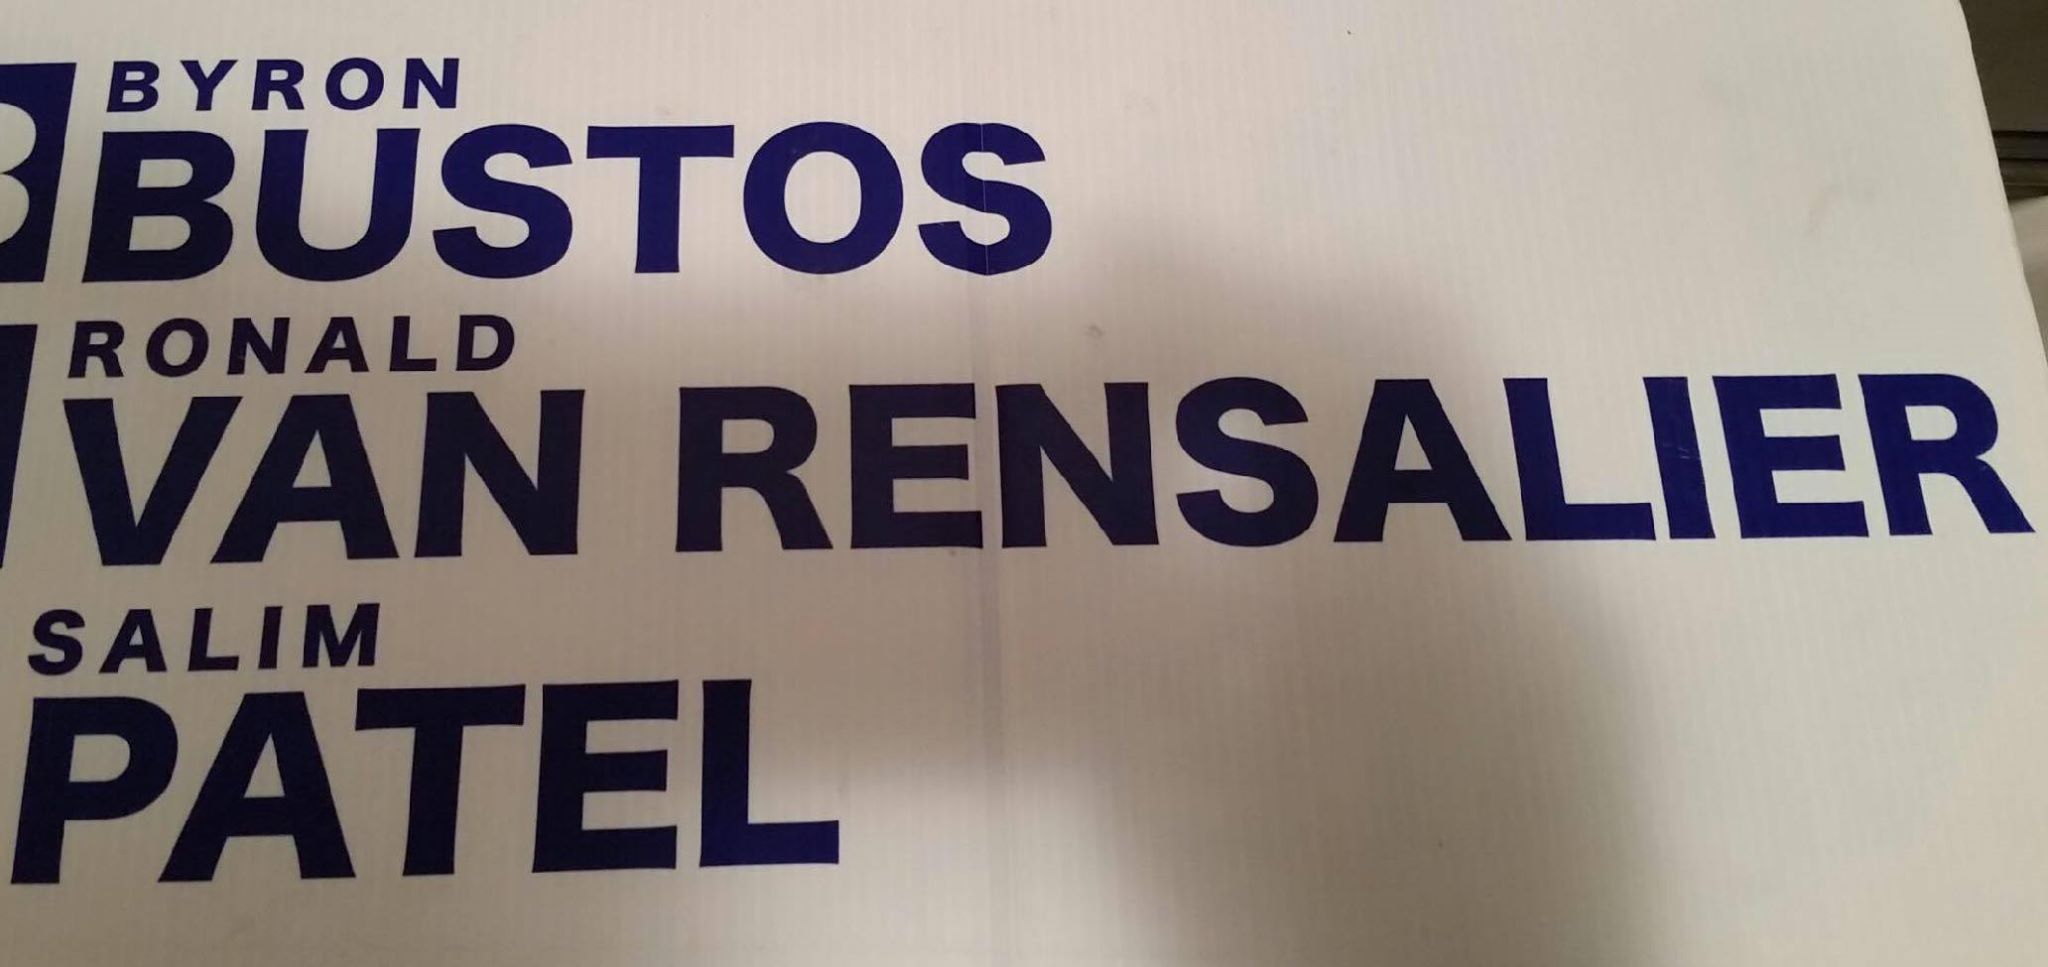 BYRON
BUSTOS
RONALD
VAN RENSALIER
SALIM
PATEL